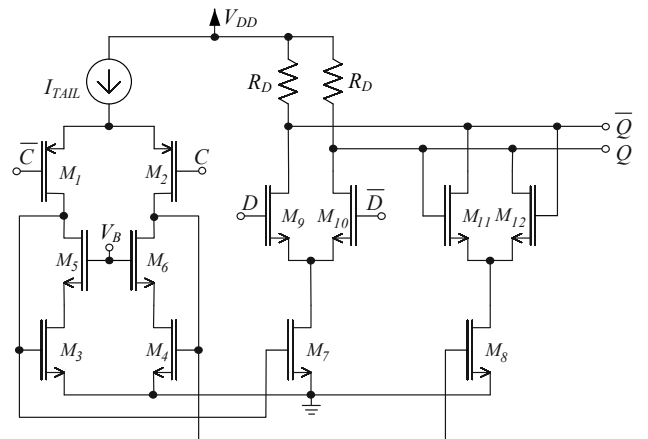 V_DD
R_D
R_D
I_TAIL
C̅
M_1
M_2
C
Q̅
Q
D
M_9
M_10
D̅
M_11
M_12
V_B
M_5
M_6
M_3
M_4
M_7
M_8